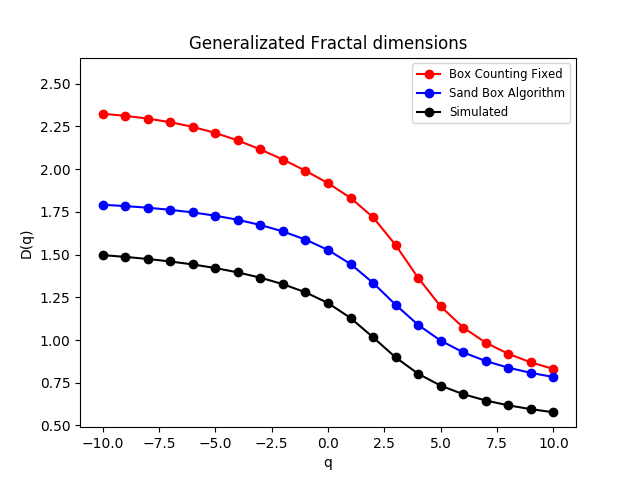 Generalizated Fractal dimensions
Box Counting Fixed
Sand Box Algorithm
Simulated
D(q)
2.50
2.25
2.00
1.75
1.50
1.25
1.00
0.75
0.50
−10.0 −7.5 −5.0 −2.5 0.0 2.5 5.0 7.5 10.0
q